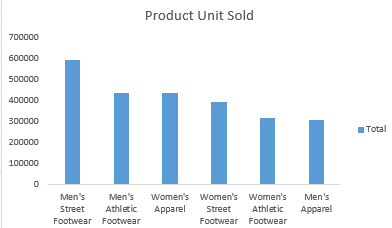 Product Unit Sold
700000
600000
500000
400000
300000
200000
100000
0
Men's Street Footwear
Men's Athletic Footwear
Women's Apparel
Women's Street Footwear
Women's Athletic Footwear
Men's Apparel
Total